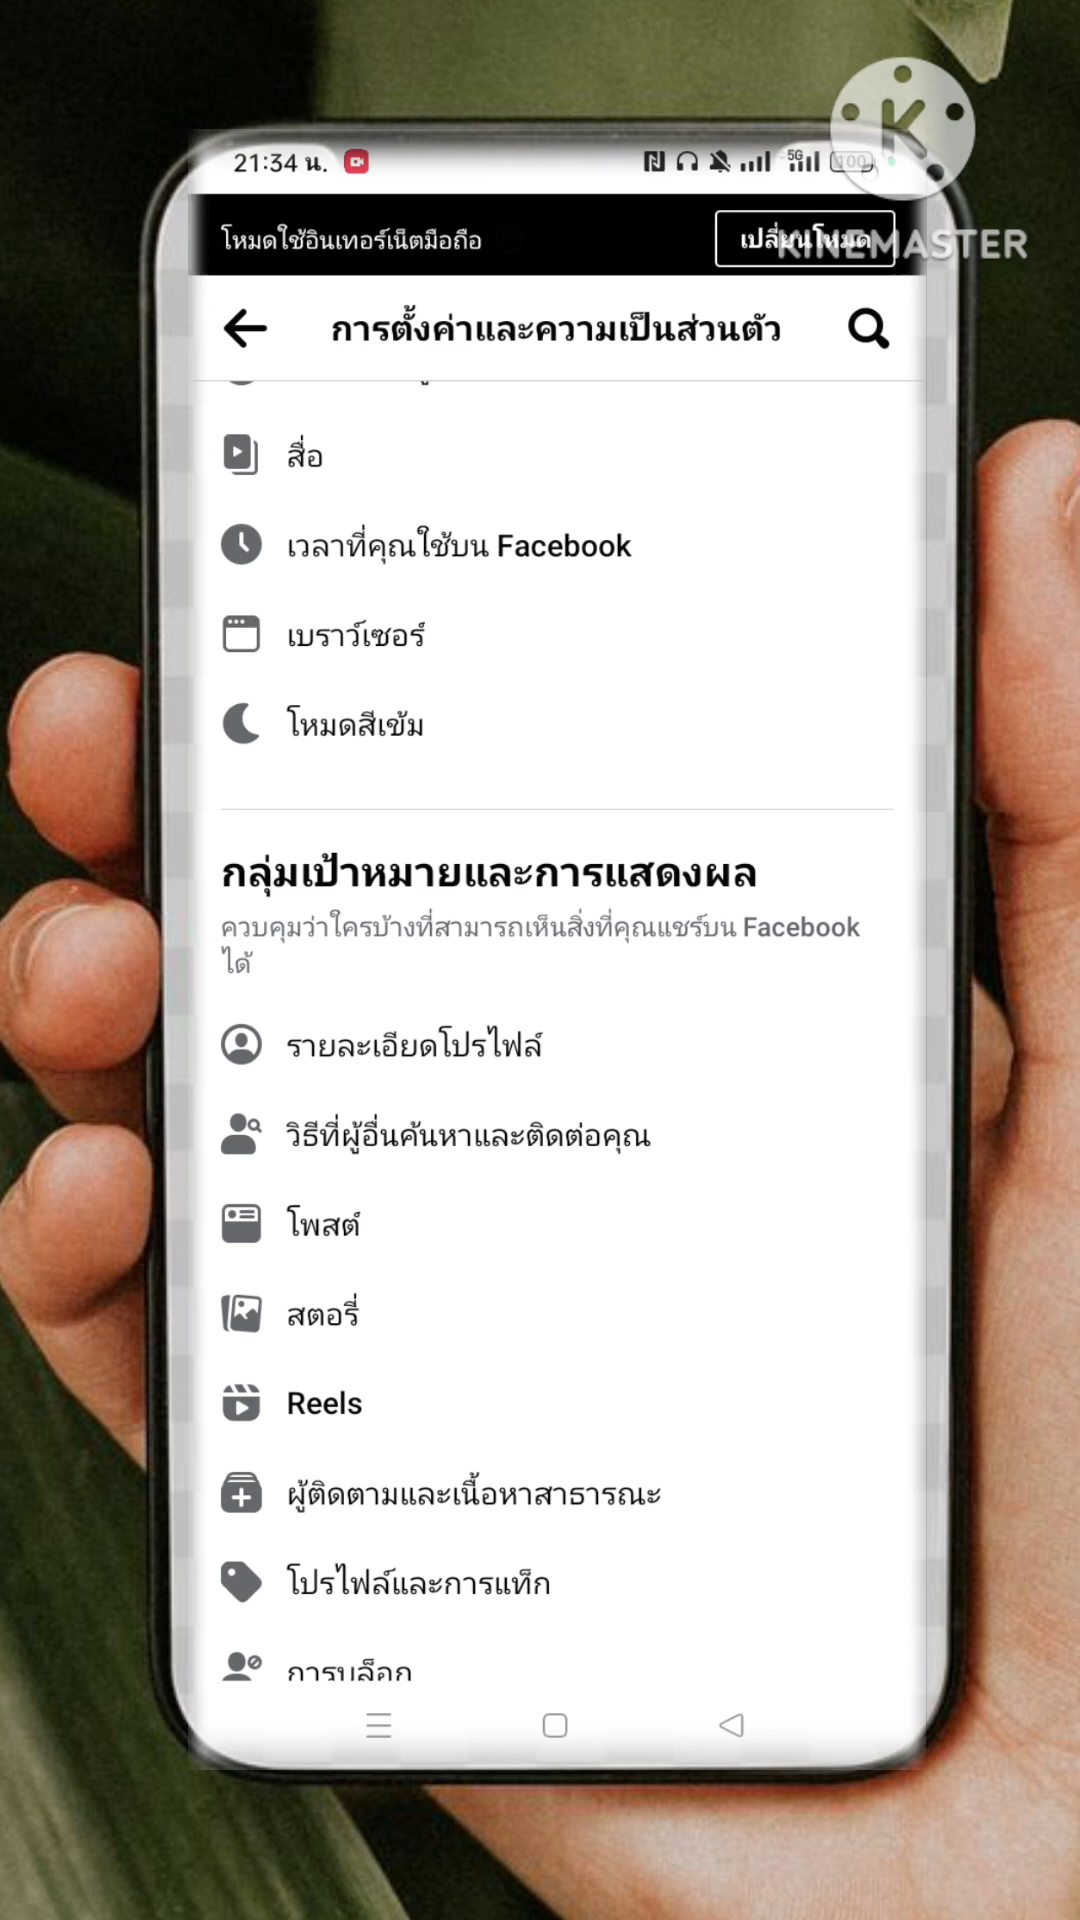 21:34 น.
5G
100
โหมดใช้อินเทอร์เน็ตมือถือ
เปลี่ยนโหมด
KINEMASTER
การตั้งค่าและความเป็นส่วนตัว
สื่อ
เวลาที่คุณใช้บน Facebook
เบราว์เซอร์
โหมดสีเข้ม
กลุ่มเป้าหมายและการแสดงผล
ควบคุมว่าใครบ้างที่สามารถเห็นสิ่งที่คุณแชร์บน Facebook
ได้
รายละเอียดโปรไฟล์
วิธีที่ผู้อื่นค้นหาและติดต่อคุณ
โพสต์
สตอรี่
Reels
ผู้ติดตามและเนื้อหาสาธารณะ
โปรไฟล์และการแท็ก
การบล็อก